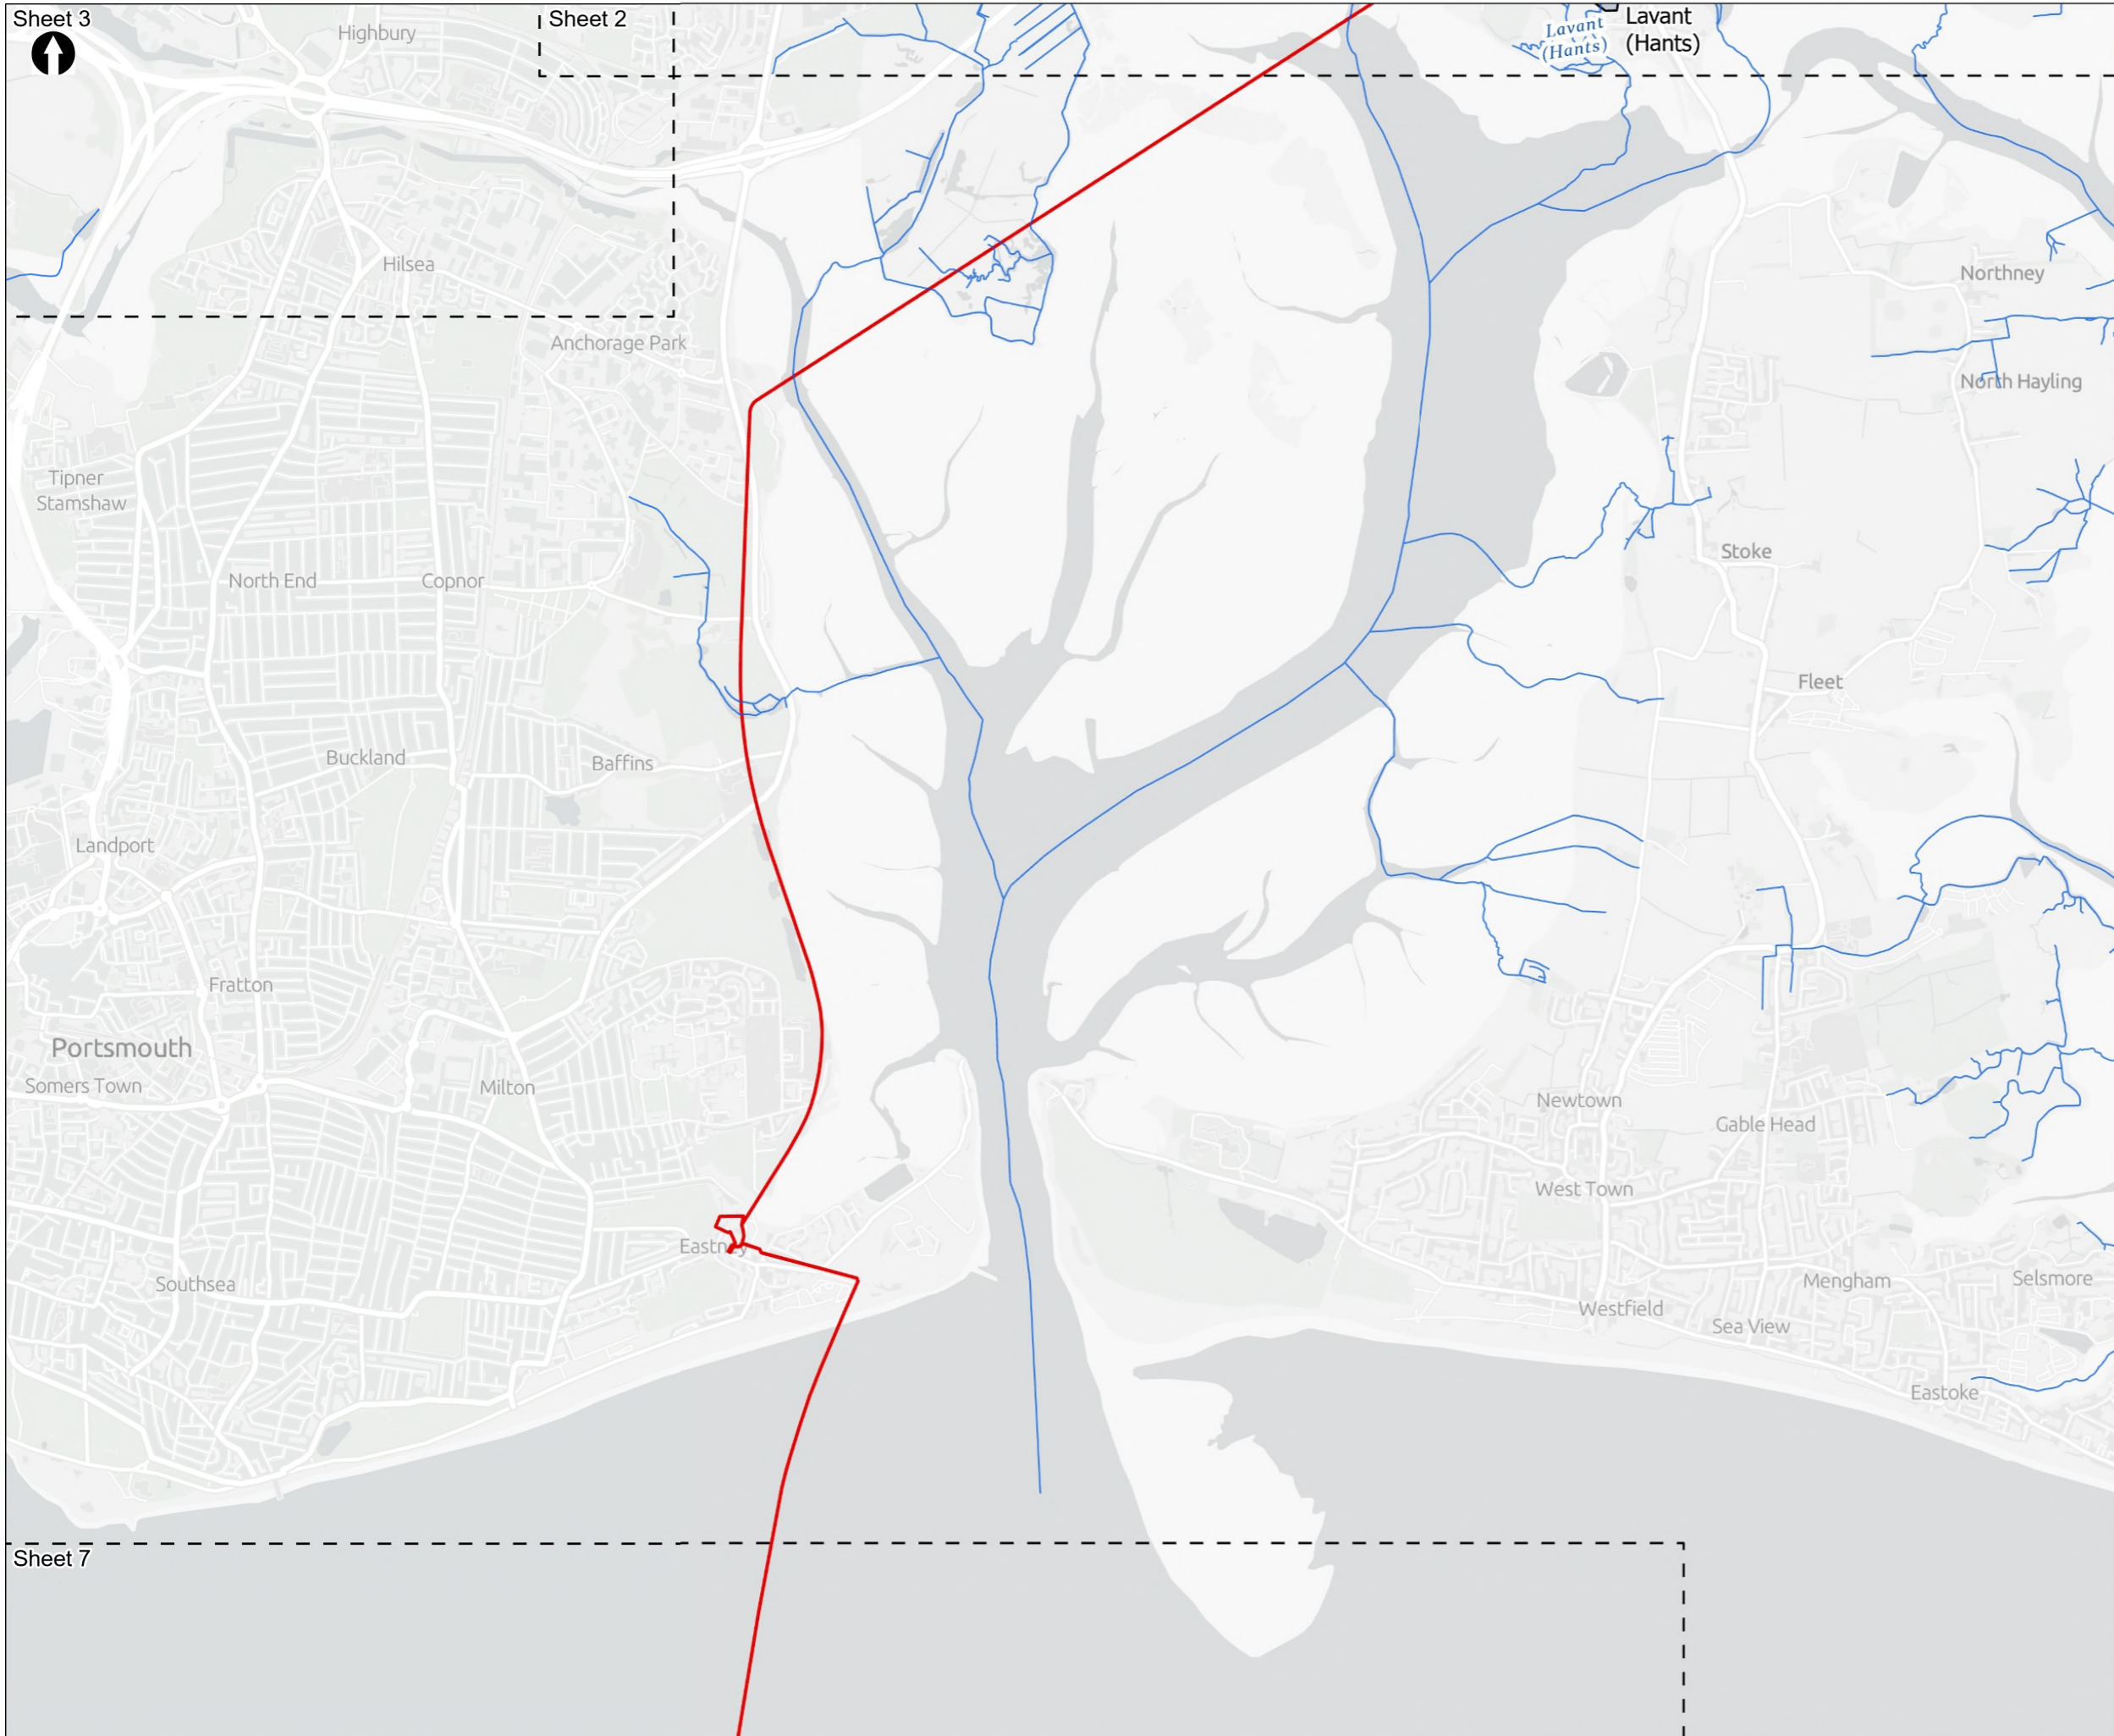 Sheet 3
Sheet 2
Highbury
Lavant
(Hants)
Lavant
(Hants)
Hilsea
Northney
Anchorage Park
North Hayling
Tipner
Stamshaw
Stoke
North End
Copnor
Fleet
Buckland
Baffins
Landport
Fratton
Portsmouth
Somers Town
Milton
Newtown
Gable Head
West Town
Eastney
Southsea
Mengham
Selsmore
Westfield
Sea View
Eastoke
Sheet 7